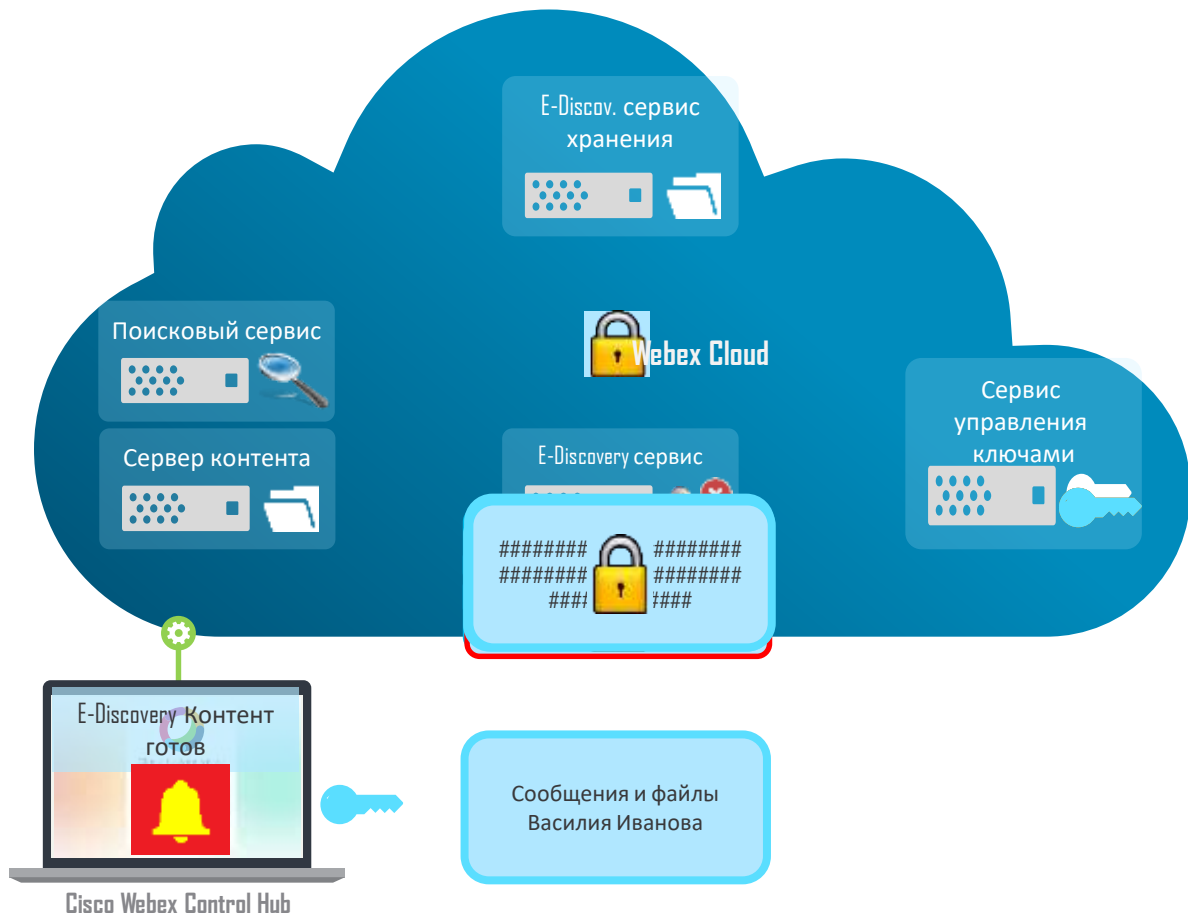 E-Discov. сервис
хранения
Поисковый сервис
Webex Cloud
Сервис
управления
ключами
Сервер контента
E-Discovery сервис
######## ########
######## ########
#### ####
E-Discovery Контент
готов
Сообщения и файлы
Василия Иванова
Cisco Webex Control Hub